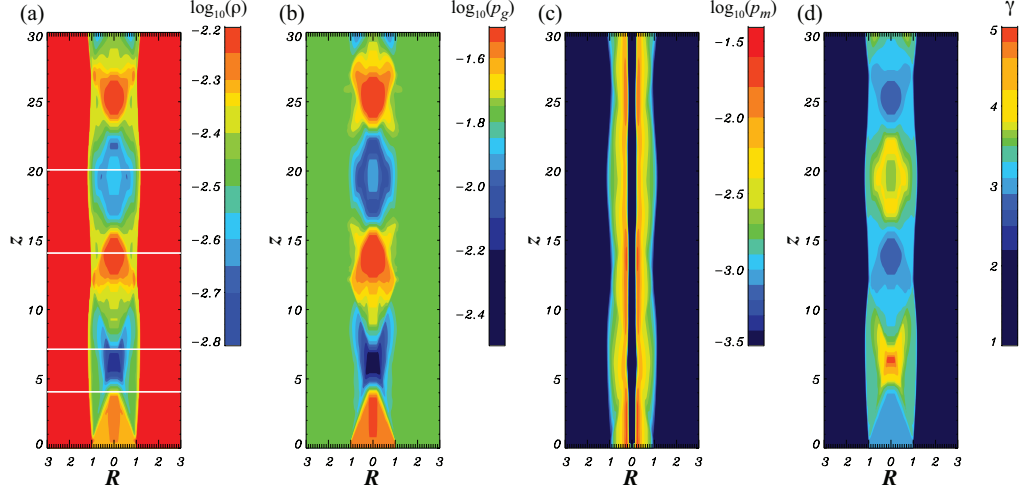 (a) log₁₀(ρ) (b) log₁₀(p_g) (c) log₁₀(p_m) (d) γ
30 −2.2 30 −1.6 30 −1.5 30 5
25 −2.3 25 −1.8 25 −2.0 25 4
20 −2.4 20 −2.0 20 −2.5 20 3
15 −2.5 15 −2.2 15 −3.0 15 2
10 −2.6 10 −2.4 10 −3.5 10 1
5 −2.7 5 5 5
0 −2.8 0 0 0
z z z z
3 2 1 0 1 2 3 3 2 1 0 1 2 3 3 2 1 0 1 2 3 3 2 1 0 1 2 3
R R R R